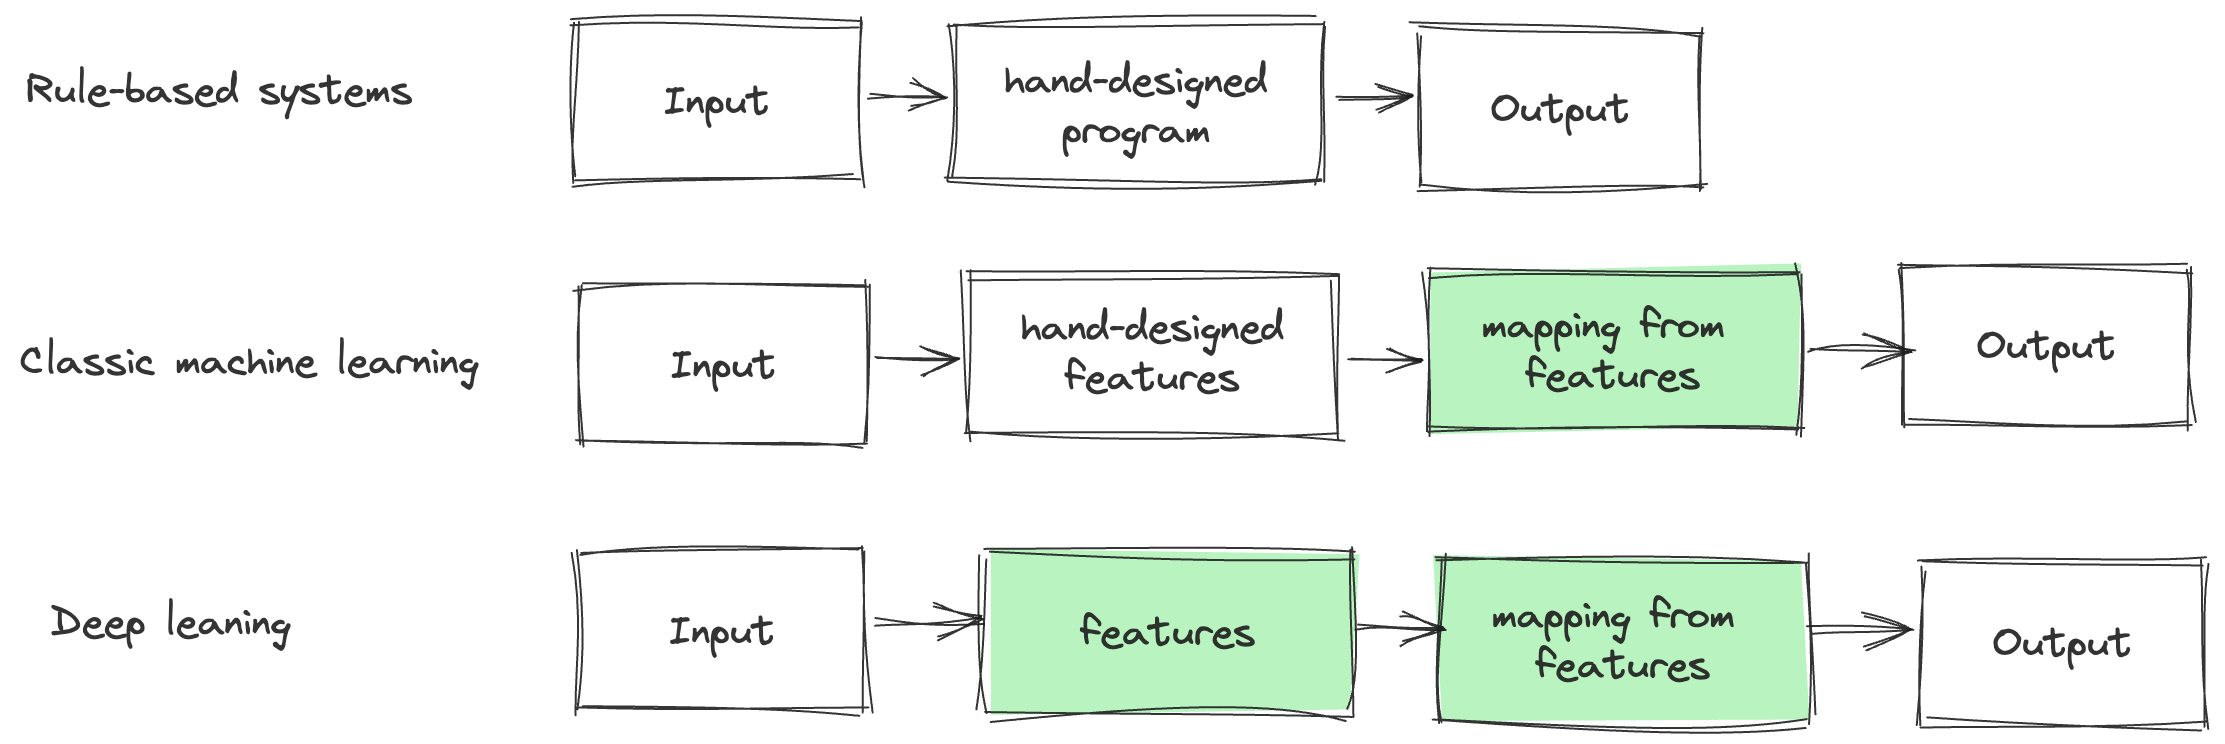 Rule-based systems
Input
hand-designed
program
Output
Classic machine learning
Input
hand-designed
features
mapping from
features
Output
Deep leaning
Input
features
mapping from
features
Output